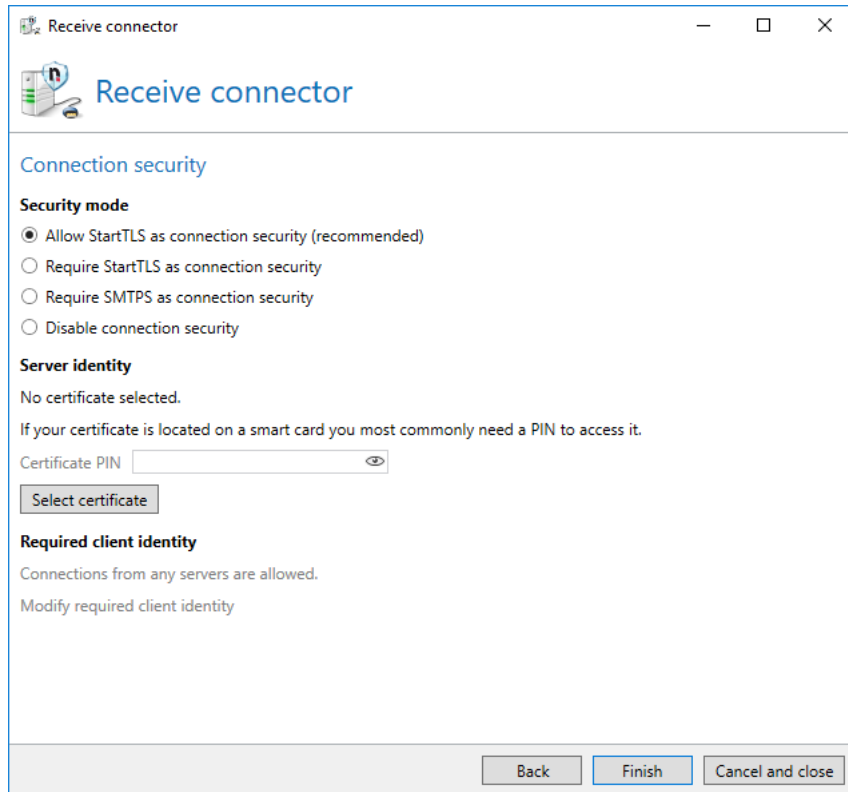 Receive connector
Receive connector
Connection security
Security mode
Allow StartTLS as connection security (recommended)
Require StartTLS as connection security
Require SMTPS as connection security
Disable connection security
Server identity
No certificate selected.
If your certificate is located on a smart card you most commonly need a PIN to access it.
Certificate PIN
Select certificate
Required client identity
Connections from any servers are allowed.
Modify required client identity
Back Finish Cancel and close